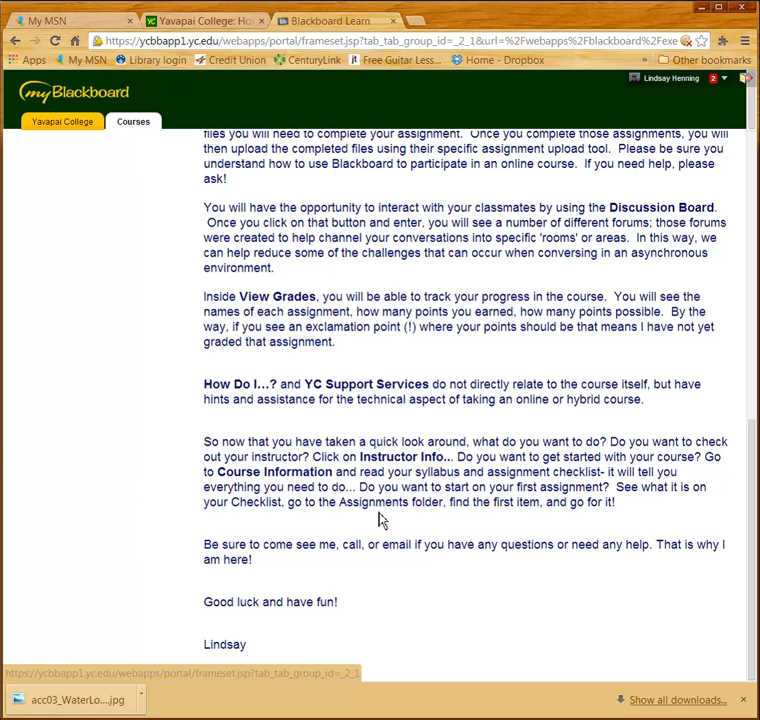 My MSN
Yavapai College: Ho
Blackboard Learn
https://ycbbapp1.yc.edu/webapps/portal/frameset.jsp?tab_tab_group_id=_2_1&url=%2Fwebapps%2Fblackboard%2Fexe
Apps My MSN Library login Credit Union CenturyLink Free Guitar Less... Home - Dropbox » Other bookmarks
Lindsay Henning 2
myBlackboard
Yavapai College Courses
files you will need to complete your assignment. Once you complete those assignments, you will
then upload the completed files using their specific assignment upload tool. Please be sure you
understand how to use Blackboard to participate in an online course. If you need help, please
ask!
You will have the opportunity to interact with your classmates by using the Discussion Board.
Once you click on that button and enter, you will see a number of different forums; those forums
were created to help channel your conversations into specific 'rooms' or areas. In this way, we
can help reduce some of the challenges that can occur when conversing in an asynchronous
environment.
Inside View Grades, you will be able to track your progress in the course. You will see the
names of each assignment, how many points you earned, how many points possible. By the
way, if you see an exclamation point (!) where your points should be that means I have not yet
graded that assignment.
How Do I...? and YC Support Services do not directly relate to the course itself, but have
hints and assistance for the technical aspect of taking an online or hybrid course.
So now that you have taken a quick look around, what do you want to do? Do you want to check
out your instructor? Click on Instructor Info... Do you want to get started with your course? Go
to Course Information and read your syllabus and assignment checklist- it will tell you
everything you need to do... Do you want to start on your first assignment? See what it is on
your Checklist, go to the Assignments folder, find the first item, and go for it!
Be sure to come see me, call, or email if you have any questions or need any help. That is why I
am here!
Good luck and have fun!
Lindsay
https://ycbbapp1.yc.edu/webapps/portal/frameset.jsp?tab_tab_group_id=_2_1
acc03_WaterLo....jpg
Show all downloads...